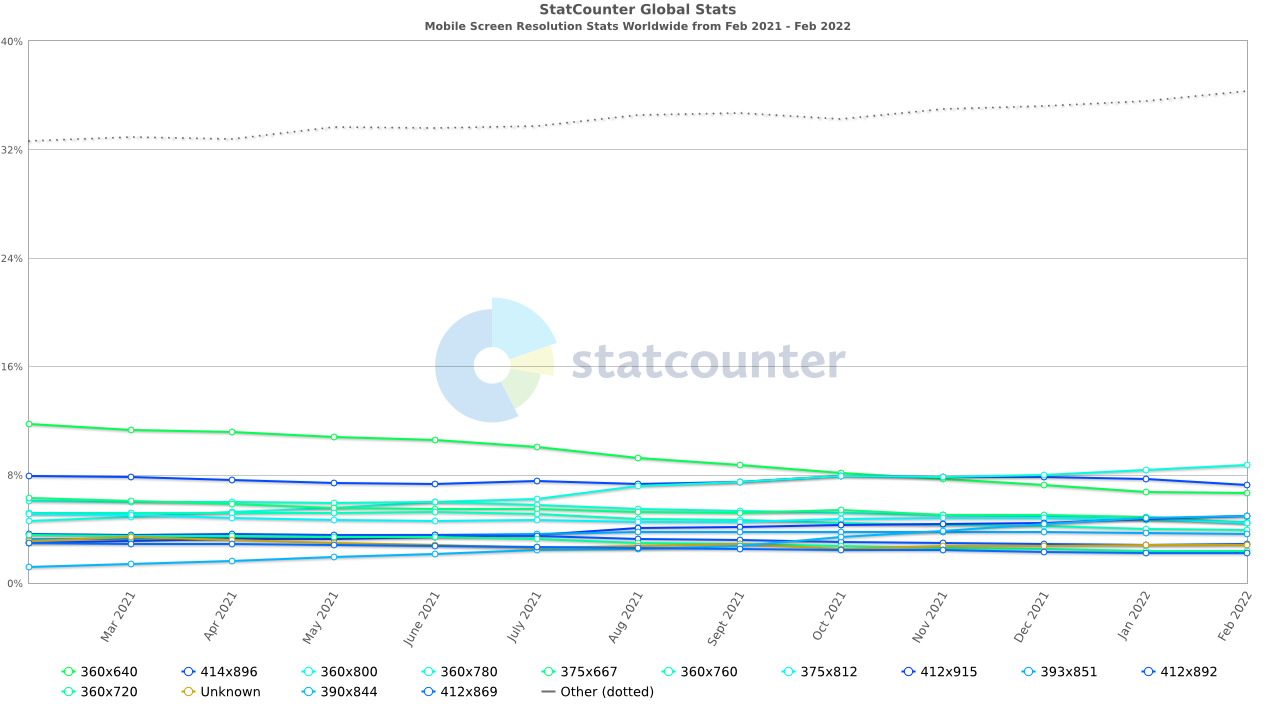 StatCounter Global Stats
Mobile Screen Resolution Stats Worldwide from Feb 2021 - Feb 2022
40%
32%
24%
16%
8%
0%
statcounter
Mar 2021 Apr 2021 May 2021 June 2021 July 2021 Aug 2021 Sept 2021 Oct 2021 Nov 2021 Dec 2021 Jan 2022 Feb 2022
360x640 414x896 360x800 360x780 375x667 360x760 375x812 412x915 393x851 412x892
360x720 Unknown 390x844 412x869 Other (dotted)